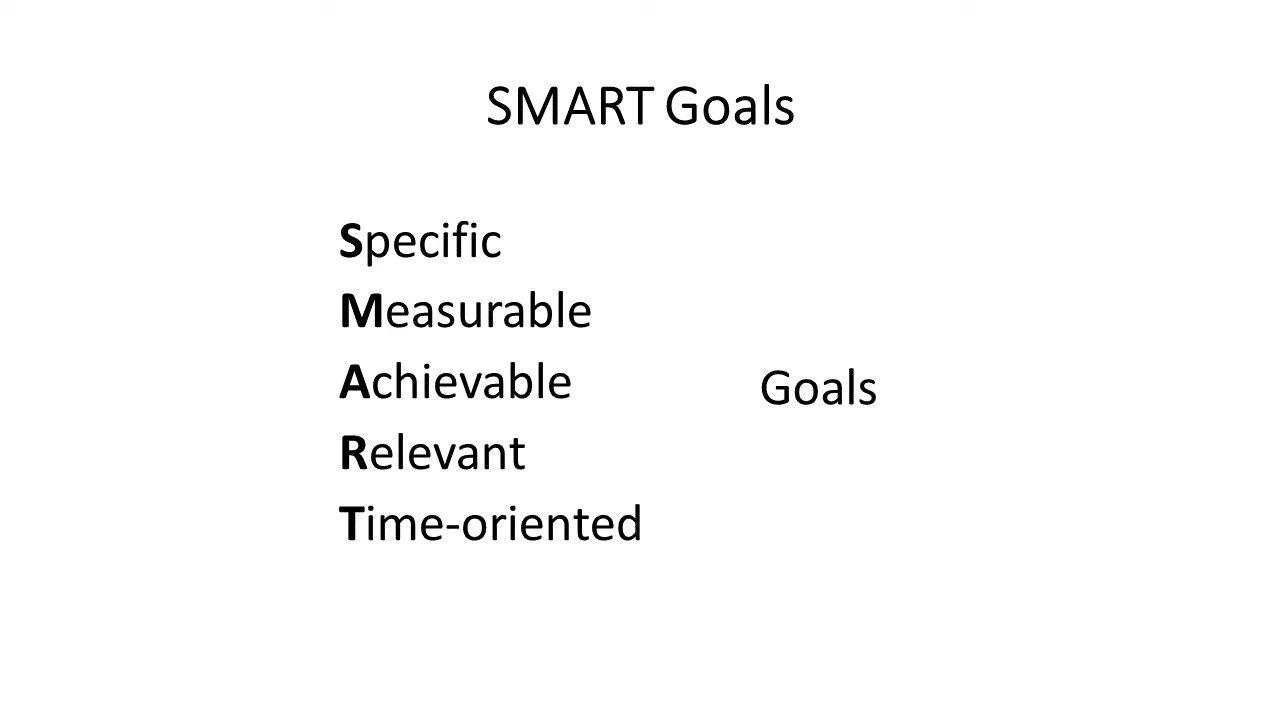 SMART Goals
Specific
Measurable
Achievable
Goals
Relevant
Time-oriented